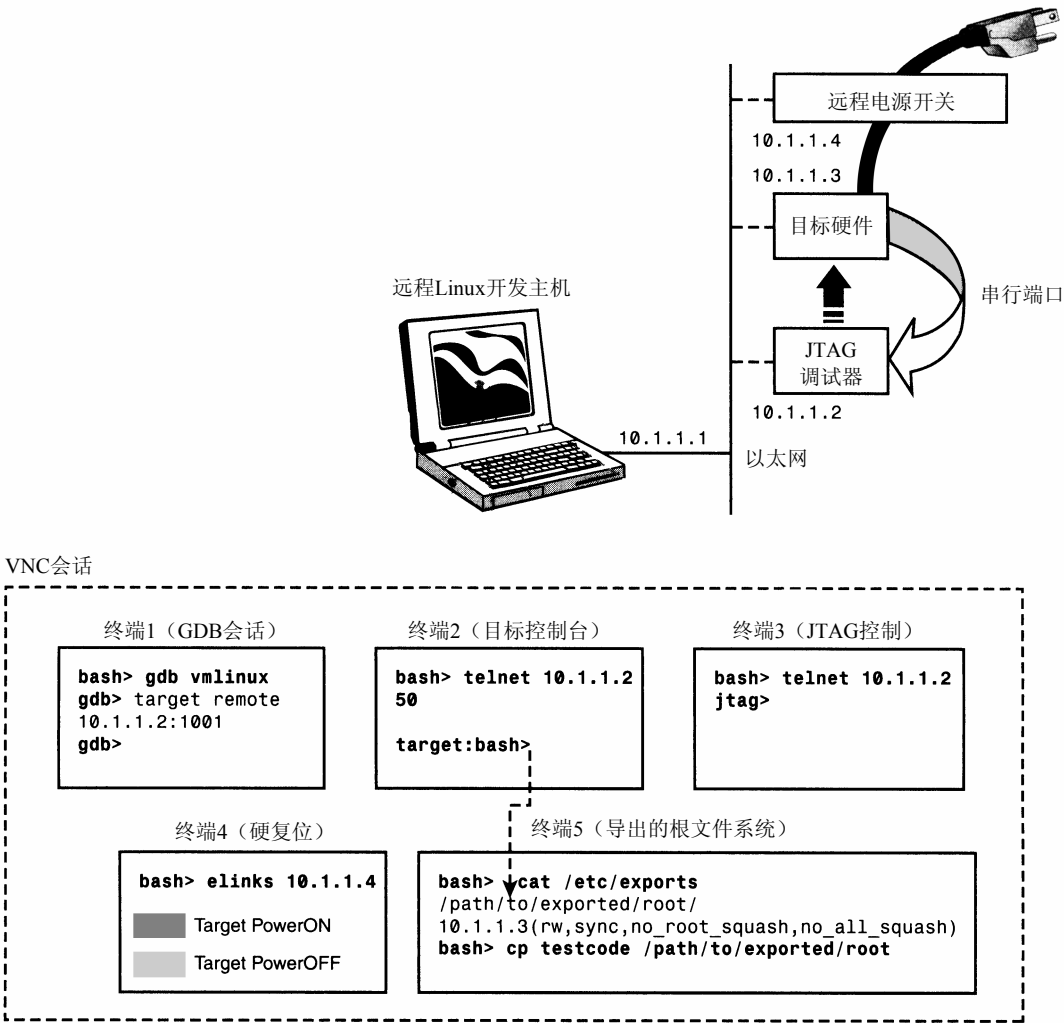 远程电源开关
10.1.1.4
10.1.1.3
目标硬件
远程Linux开发主机
串行端口
JTAG
调试器
10.1.1.2
10.1.1.1
以太网
VNC会话
终端1（GDB会话）
bash> gdb vmlinux
gdb> target remote
10.1.1.2:1001
gdb>
终端2（目标控制台）
bash> telnet 10.1.1.2
50
target:bash>
终端3（JTAG控制）
bash> telnet 10.1.1.2
jtag>
终端4（硬复位）
bash> elinks 10.1.1.4
Target PowerON
Target PowerOFF
终端5（导出的根文件系统）
bash> cat /etc/exports
/path/to/exported/root/
10.1.1.3(rw,sync,no_root_squash,no_all_squash)
bash> cp testcode /path/to/exported/root